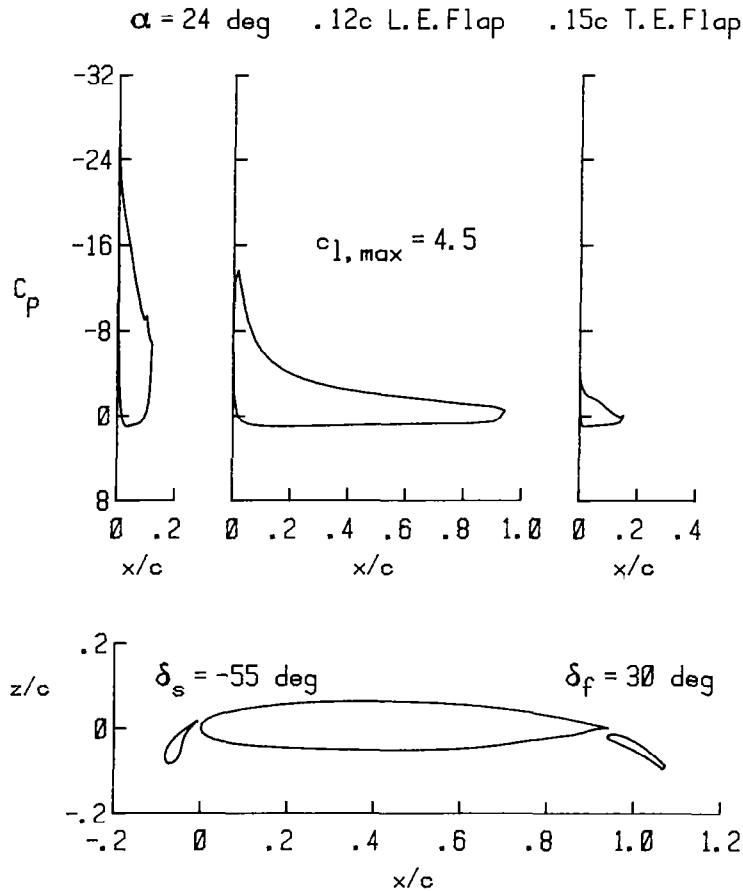 α = 24 deg .12c L.E.Flap .15c T.E.Flap
-32
-24
-16
-8
0
8
C_p
c_l,max = 4.5
0 .2
x/c
0 .2 .4 .6 .8 1.0
x/c
0 .2 .4
x/c
.2
0
-.2
z/c
δ_s = -55 deg
δ_f = 30 deg
-.2 0 .2 .4 .6 .8 1.0 1.2
x/c